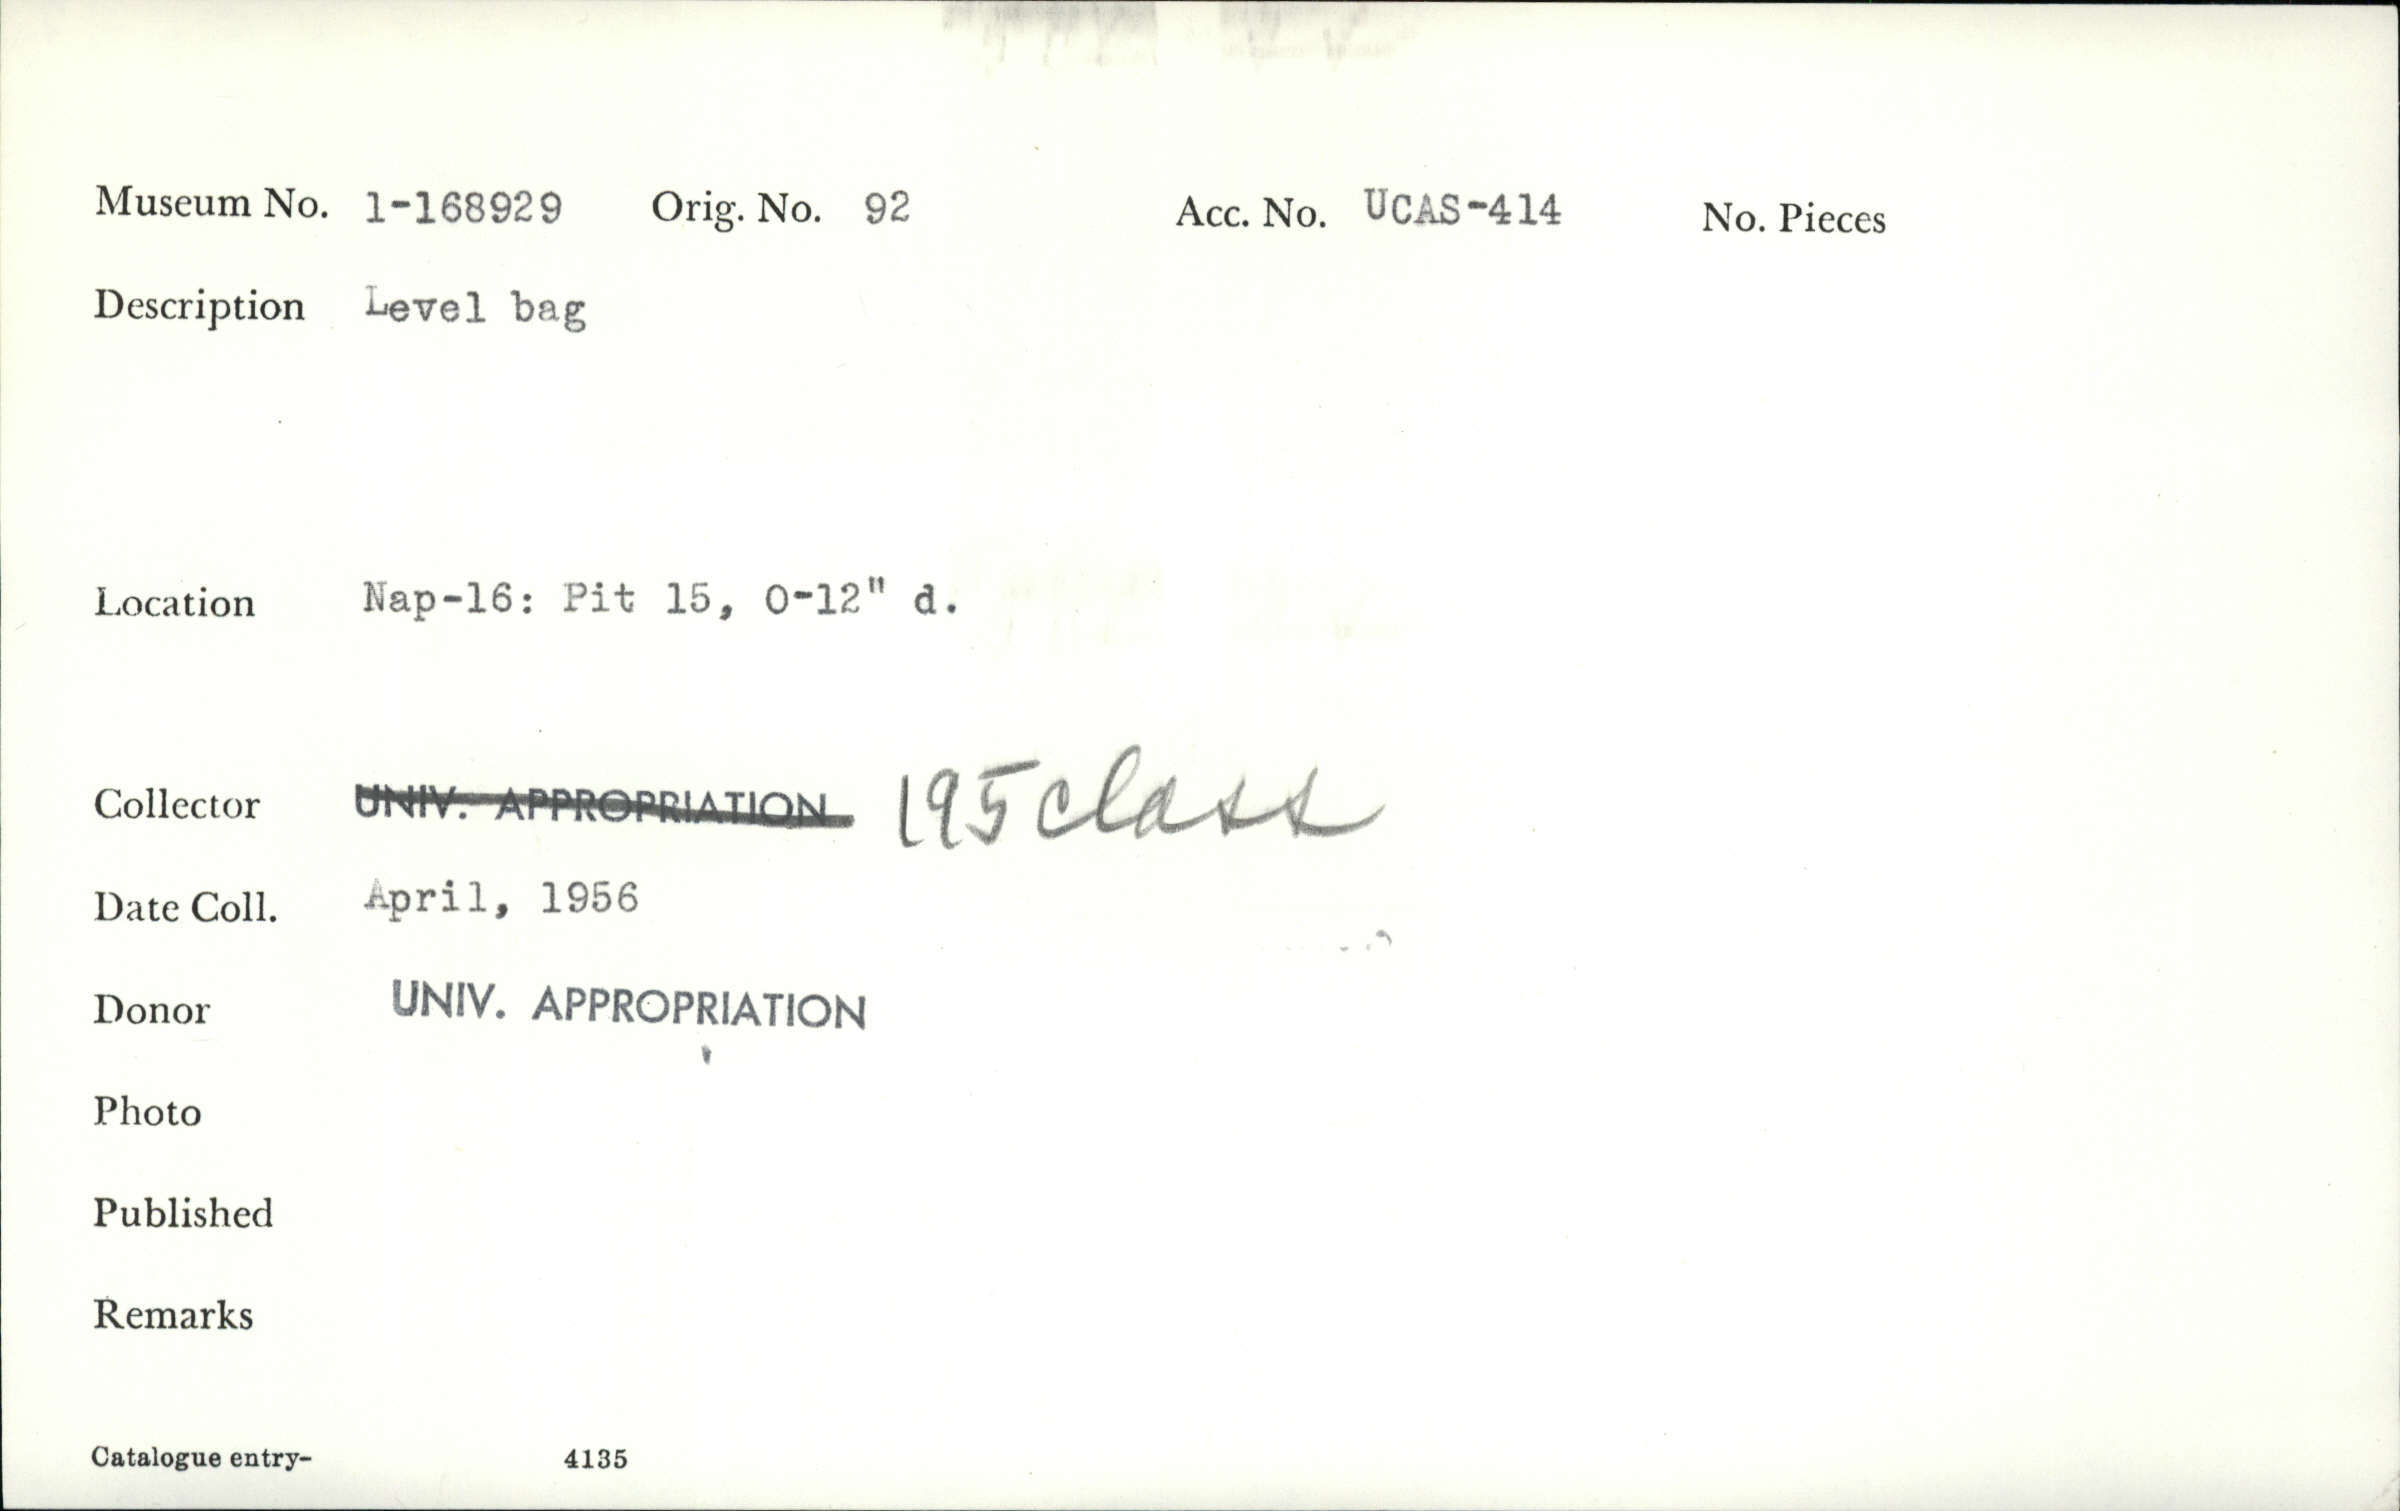 Museum No. 1-168929 Orig. No. 92 Acc. No. UCAS-414 No. Pieces
Description Level bag
Location Nap-16: Pit 15, 0-12" d.
Collector UNIV. APPROPRIATION 195 class
Date Coll. April, 1956
Donor UNIV. APPROPRIATION
Photo
Published
Remarks
Catalogue entry- 4135